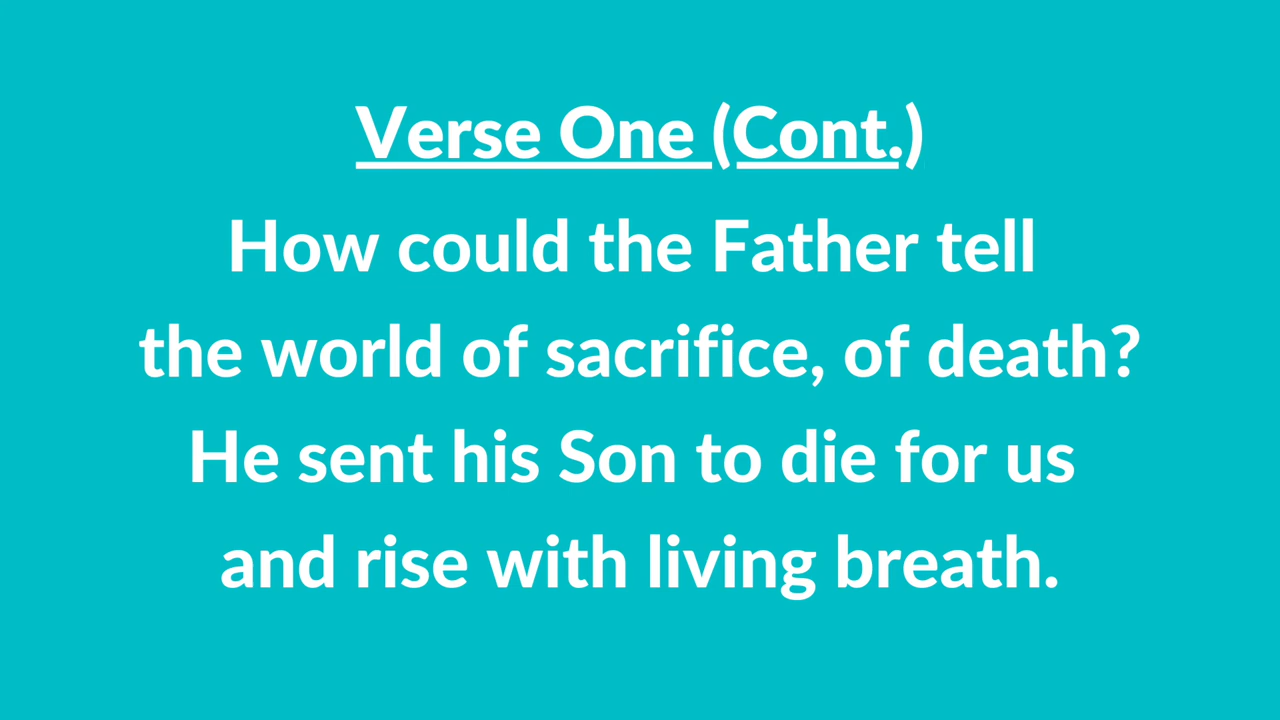 Verse One (Cont.)
How could the Father tell
the world of sacrifice, of death?
He sent his Son to die for us
and rise with living breath.